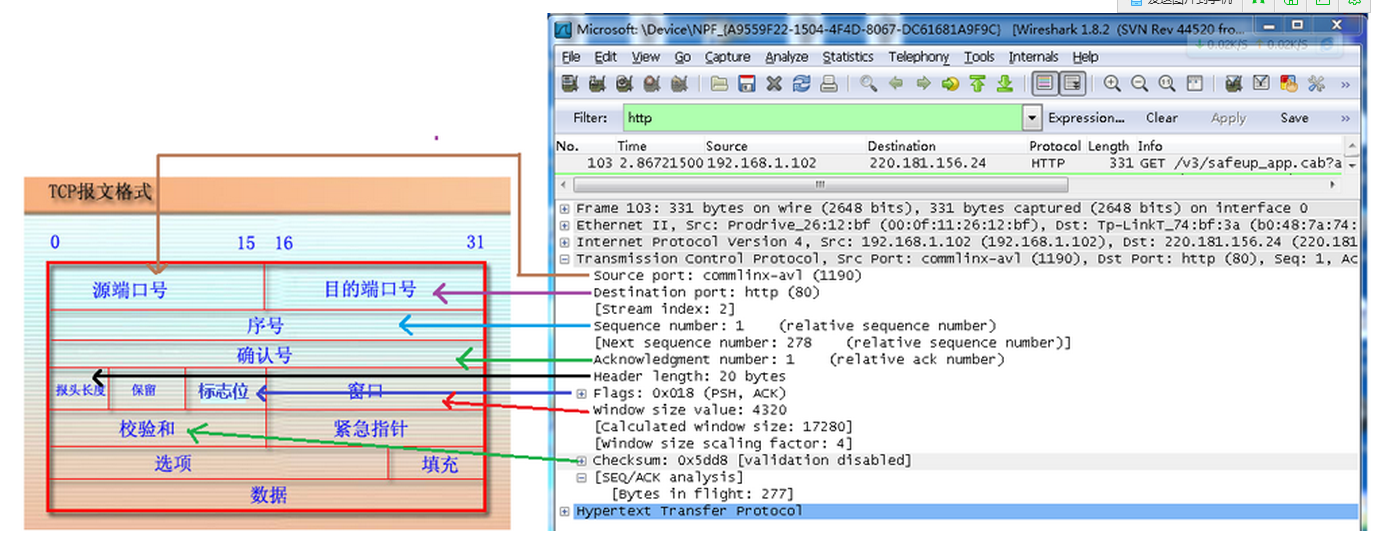 发送图片到手机
Microsoft: \Device\NPF_{A9559F22-1504-4F4D-8067-DC61681A9F9C} [Wireshark 1.8.2 (SVN Rev 44520 fro...
0.02K/S 0.02K/S
File Edit View Go Capture Analyze Statistics Telephony Tools Internals Help
Filter: http Expression... Clear Apply Save »
No. Time Source Destination Protocol Length Info
103 2.86721500 192.168.1.102 220.181.156.24 HTTP 331 GET /v3/safeup_app.cab?a
TCP报文格式
0 15 16 31
源端口号 目的端口号
序号
确认号
报头长度 保留 标志位 窗口
校验和 紧急指针
选项 填充
数据
Frame 103: 331 bytes on wire (2648 bits), 331 bytes captured (2648 bits) on interface 0
Ethernet II, Src: Prodrive_26:12:bf (00:0f:11:26:12:bf), Dst: Tp-LinkT_74:bf:3a (b0:48:7a:74:
Internet Protocol Version 4, Src: 192.168.1.102 (192.168.1.102), Dst: 220.181.156.24 (220.181
Transmission Control Protocol, Src Port: commlinx-avl (1190), Dst Port: http (80), Seq: 1, Ac
Source port: commlinx-avl (1190)
Destination port: http (80)
[Stream index: 2]
Sequence number: 1 (relative sequence number)
[Next sequence number: 278 (relative sequence number)]
Acknowledgment number: 1 (relative ack number)
Header length: 20 bytes
Flags: 0x018 (PSH, ACK)
Window size value: 4320
[Calculated window size: 17280]
[Window size scaling factor: 4]
Checksum: 0x5dd8 [validation disabled]
[SEQ/ACK analysis]
[Bytes in flight: 277]
Hypertext Transfer Protocol